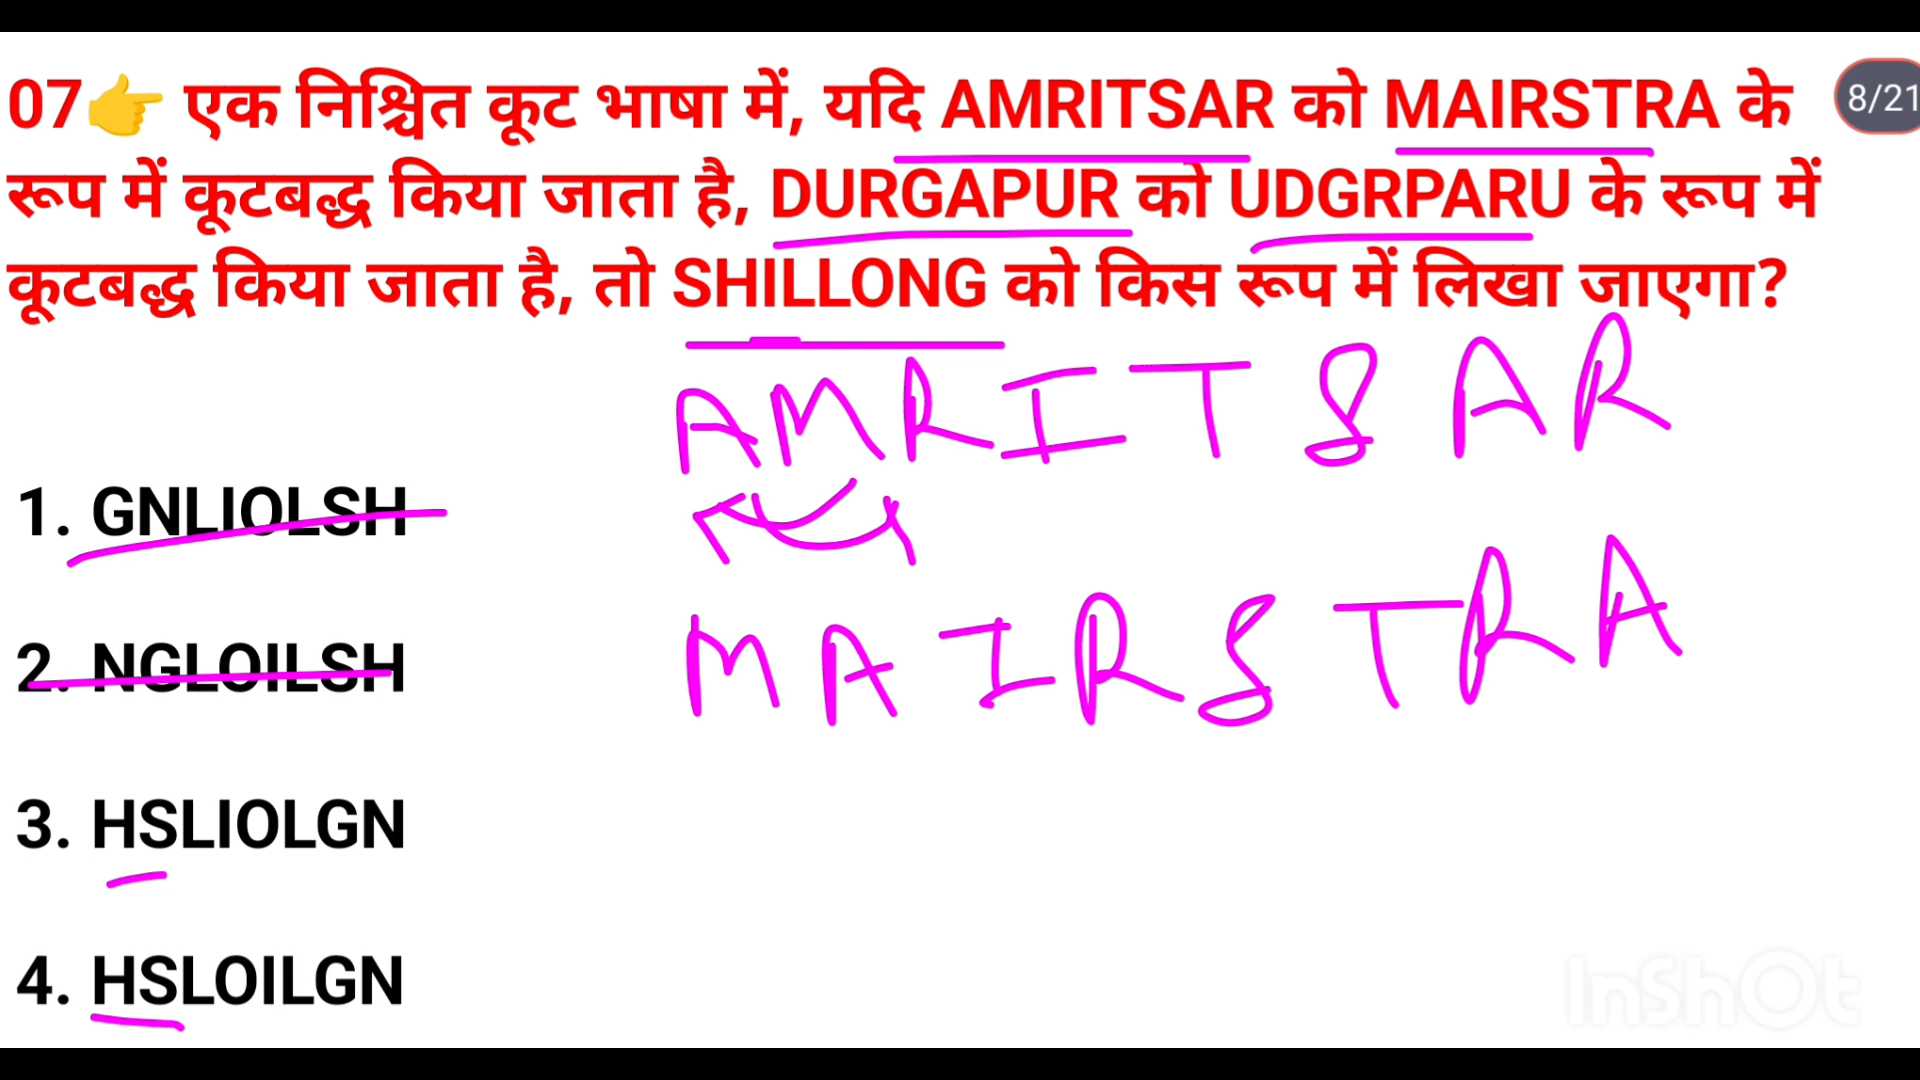 07👉 एक निश्चित कूट भाषा में, यदि AMRITSAR को MAIRSTRA के
8/21
रूप में कूटबद्ध किया जाता है, DURGAPUR को UDGRPARU के रूप में
कूटबद्ध किया जाता है, तो SHILLONG को किस रूप में लिखा जाएगा?
AMRITSAR
1. GNLIOLSH
MAIRSTRA
2. NGLOILSH
3. HSLIOLGN
4. HSLOILGN
InShOt